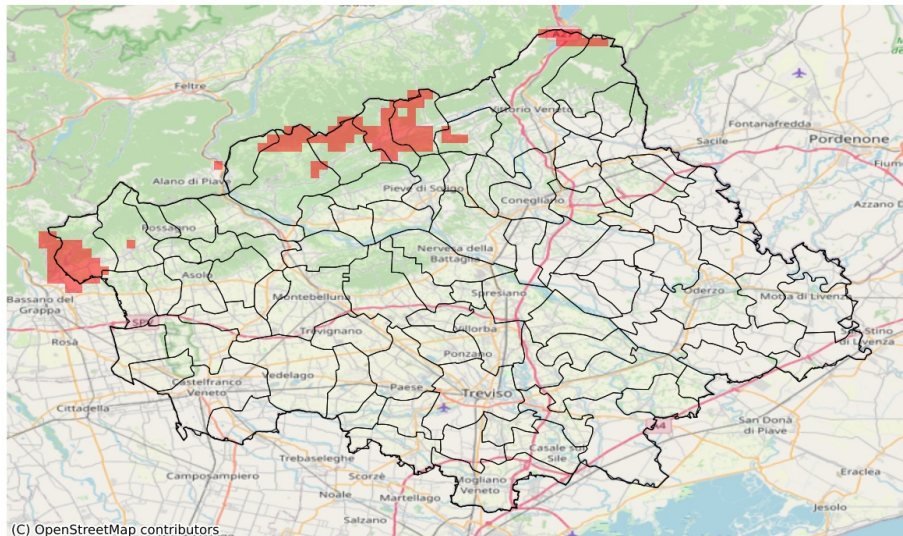 Feltre
Vittorio Veneto
Fontanafredda
Sacile
Pordenone
Fium
Alano di Piave
Pieve di Soligo
Conegliano
Azzano D
Possagno
Nervesa della
Battaglia
Asolo
Bassano del
Grappa
Montebelluna
Spresiano
Oderzo
Motta di Livenza
Rosà
Trevignano
Villorba
Ponzano
Stino
di Livenza
Castelfranco
Veneto
Vedelago
Paese
Treviso
Cittadella
San Donà
di Piave
A4
Trebaseleghe
Casale sul
Sile
Camposampiero
Scorzé
Mogliano
Veneto
Eraclea
Noale
Martellago
Jesolo
Salzano
(C) OpenStreetMap contributors